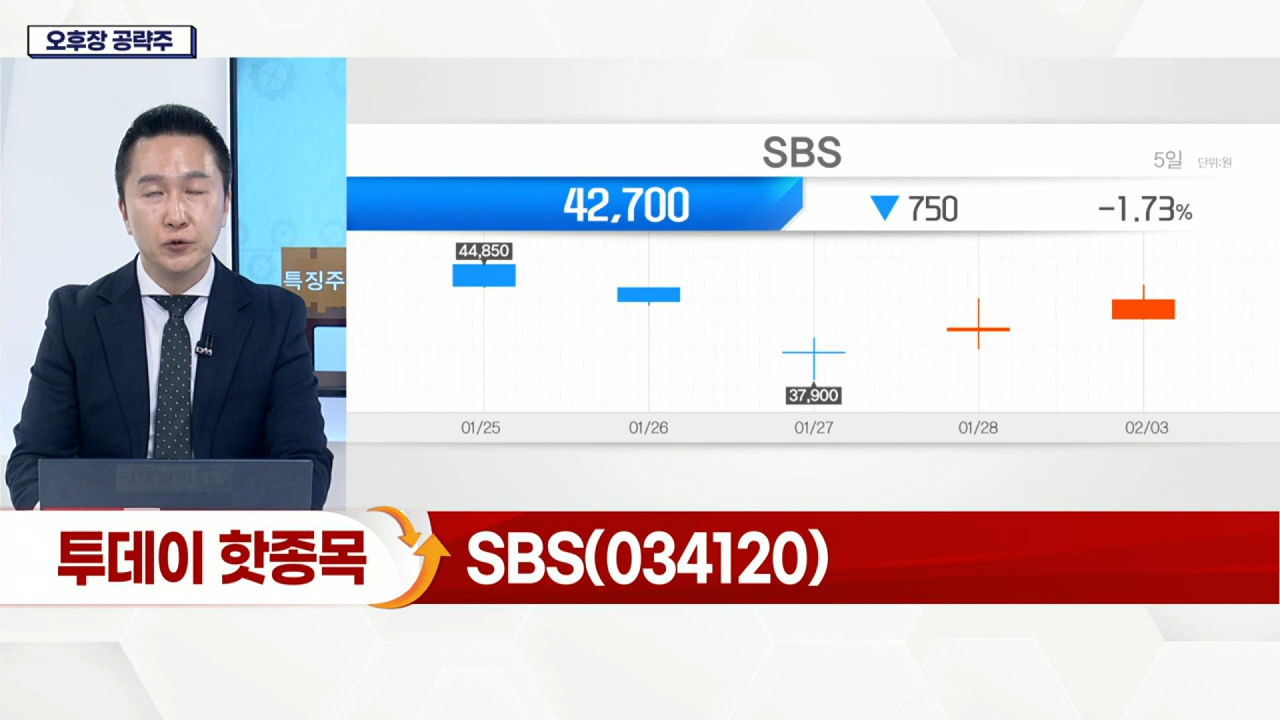 오후장 공략주
특징주
SBS
5일 단위:원
42,700 ▼ 750 -1.73%
44,850
37,900
01/25 01/26 01/27 01/28 02/03
투데이 핫종목
SBS(034120)